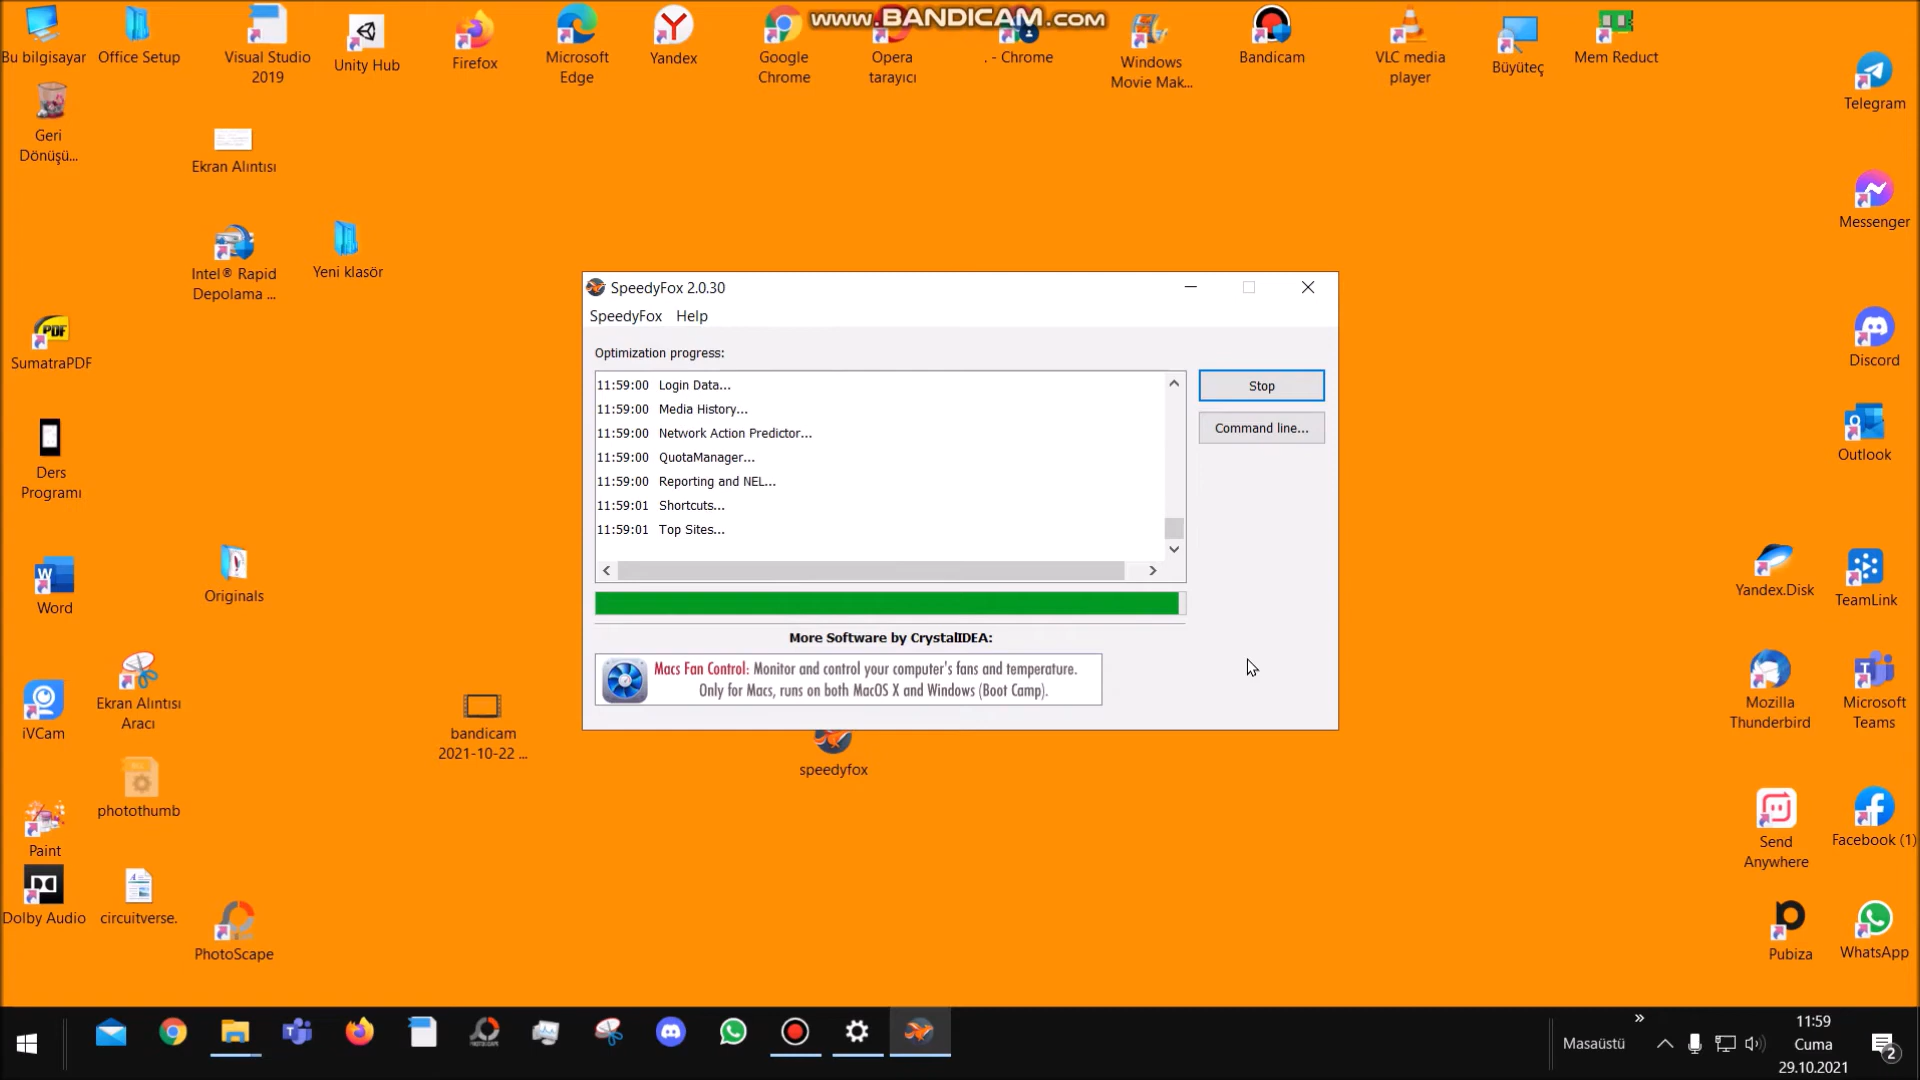 www.BANDICAM.com
Bu bilgisayar
Office Setup
Visual Studio
2019
Unity Hub
Firefox
Microsoft
Edge
Yandex
Google
Chrome
Opera
tarayıcı
. - Chrome
Windows
Movie Mak...
Bandicam
VLC media
player
Büyüteç
Mem Reduct
Telegram
Geri
Dönüşü...
Ekran Alıntısı
Messenger
Intel® Rapid
Depolama ...
Yeni klasör
SumatraPDF
Discord
Ders
Programı
Outlook
Word
Originals
Yandex.Disk
TeamLink
iVCam
Ekran Alıntısı
Aracı
bandicam
2021-10-22 ...
speedyfox
Mozilla
Thunderbird
Microsoft
Teams
photothumb
Paint
Send
Anywhere
Facebook (1)
Dolby Audio
circuitverse.
PhotoScape
Pubiza
WhatsApp
SpeedyFox 2.0.30
SpeedyFox Help
Optimization progress:
11:59:00 Login Data...
11:59:00 Media History...
11:59:00 Network Action Predictor...
11:59:00 QuotaManager...
11:59:00 Reporting and NEL...
11:59:01 Shortcuts...
11:59:01 Top Sites...
Stop
Command line...
More Software by CrystalIDEA:
Macs Fan Control: Monitor and control your computer's fans and temperature.
Only for Macs, runs on both MacOS X and Windows (Boot Camp).
Masaüstü
11:59
Cuma
29.10.2021
2